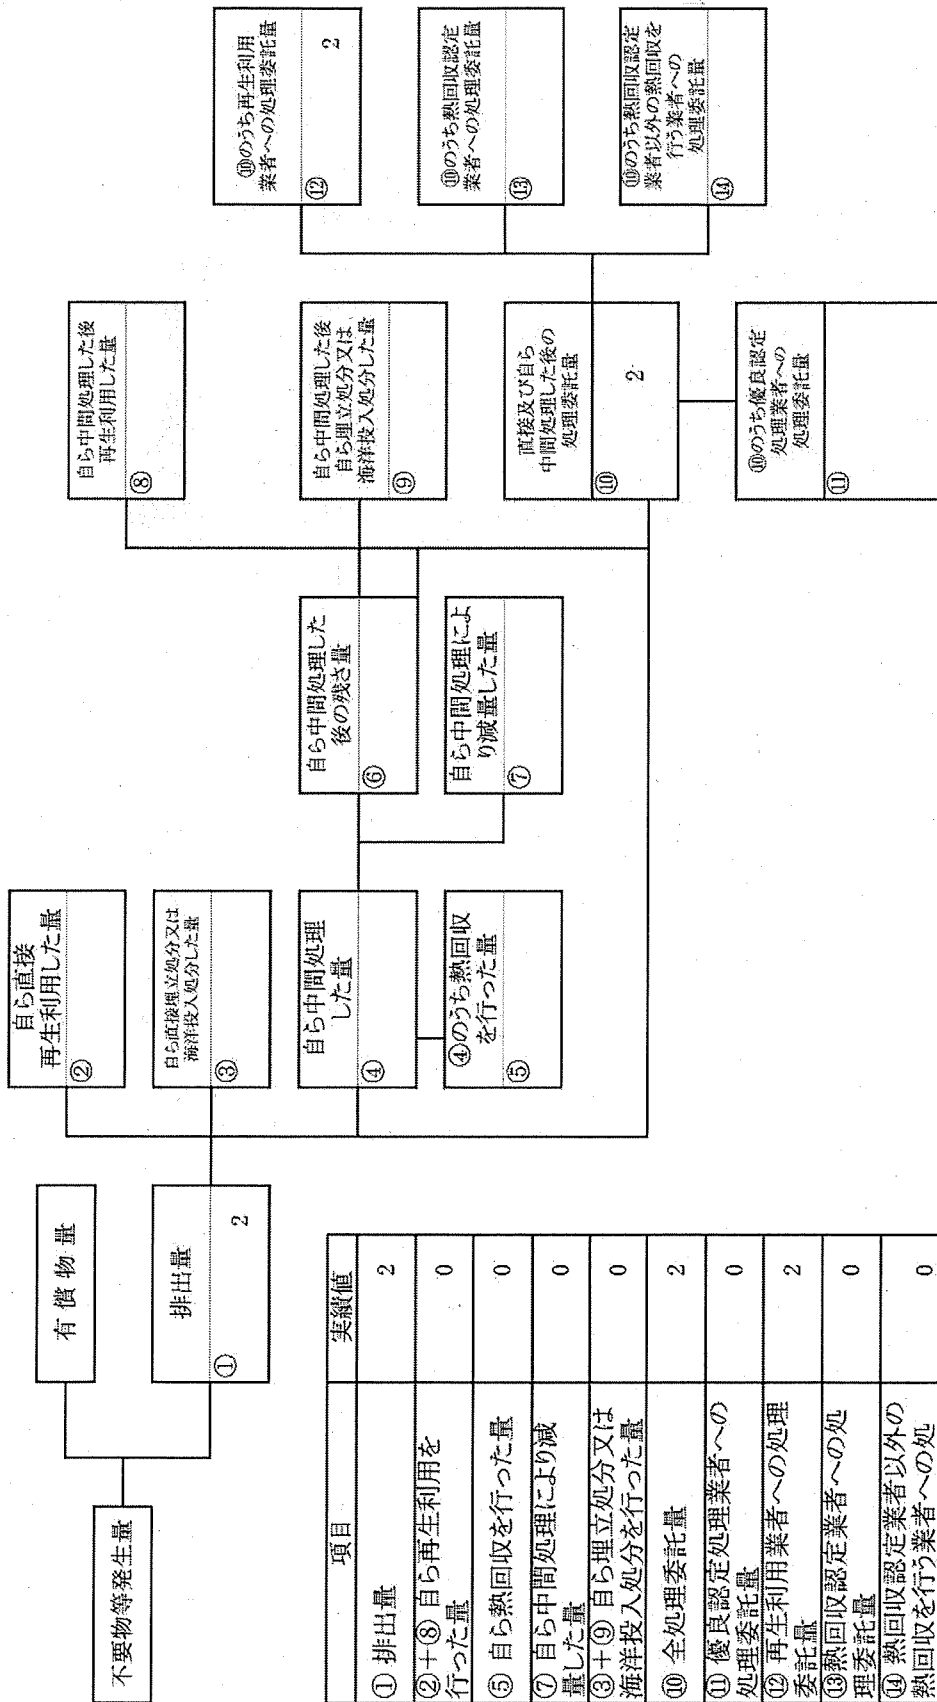 不要物等発生量
有償物量
排出量
①
2
自ら直接
再生利用した量
②
自ら直接埋立処分又は
海洋投入処分した量
③
自ら中間処理
した量
④
④のうち熱回収
を行った量
⑤
自ら中間処理した
後の残さ量
⑥
自ら中間処理によ
り減量した量
⑦
自ら中間処理した後
再生利用した量
⑧
自ら中間処理した後
自ら埋立処分又は
海洋投入処分した量
⑨
直接及び自ら
中間処理した後の
処理委託量
⑩
2
⑩のうち優良認定
処理業者への
処理委託量
⑪
⑩のうち再生利用
業者への処理委託量
⑫
2
⑩のうち熱回収認定
業者への処理委託量
⑬
⑩のうち熱回収認定
業者以外の熱回収を
行う業者への
処理委託量
⑭
項目 実績値
① 排出量 2
②+⑧ 自ら再生利用を
行った量 0
⑤ 自ら熱回収を行った量 0
⑦ 自ら中間処理により減
量した量 0
③+⑨ 自ら埋立処分又は
海洋投入処分を行った量 0
⑩ 全処理委託量 2
⑪ 優良認定処理業者への
処理委託量 0
⑫ 再生利用業者への処理
委託量 2
⑬ 熱回収認定業者への処
理委託量 0
⑭ 熱回収認定業者以外の
熱回収を行う業者への処 0